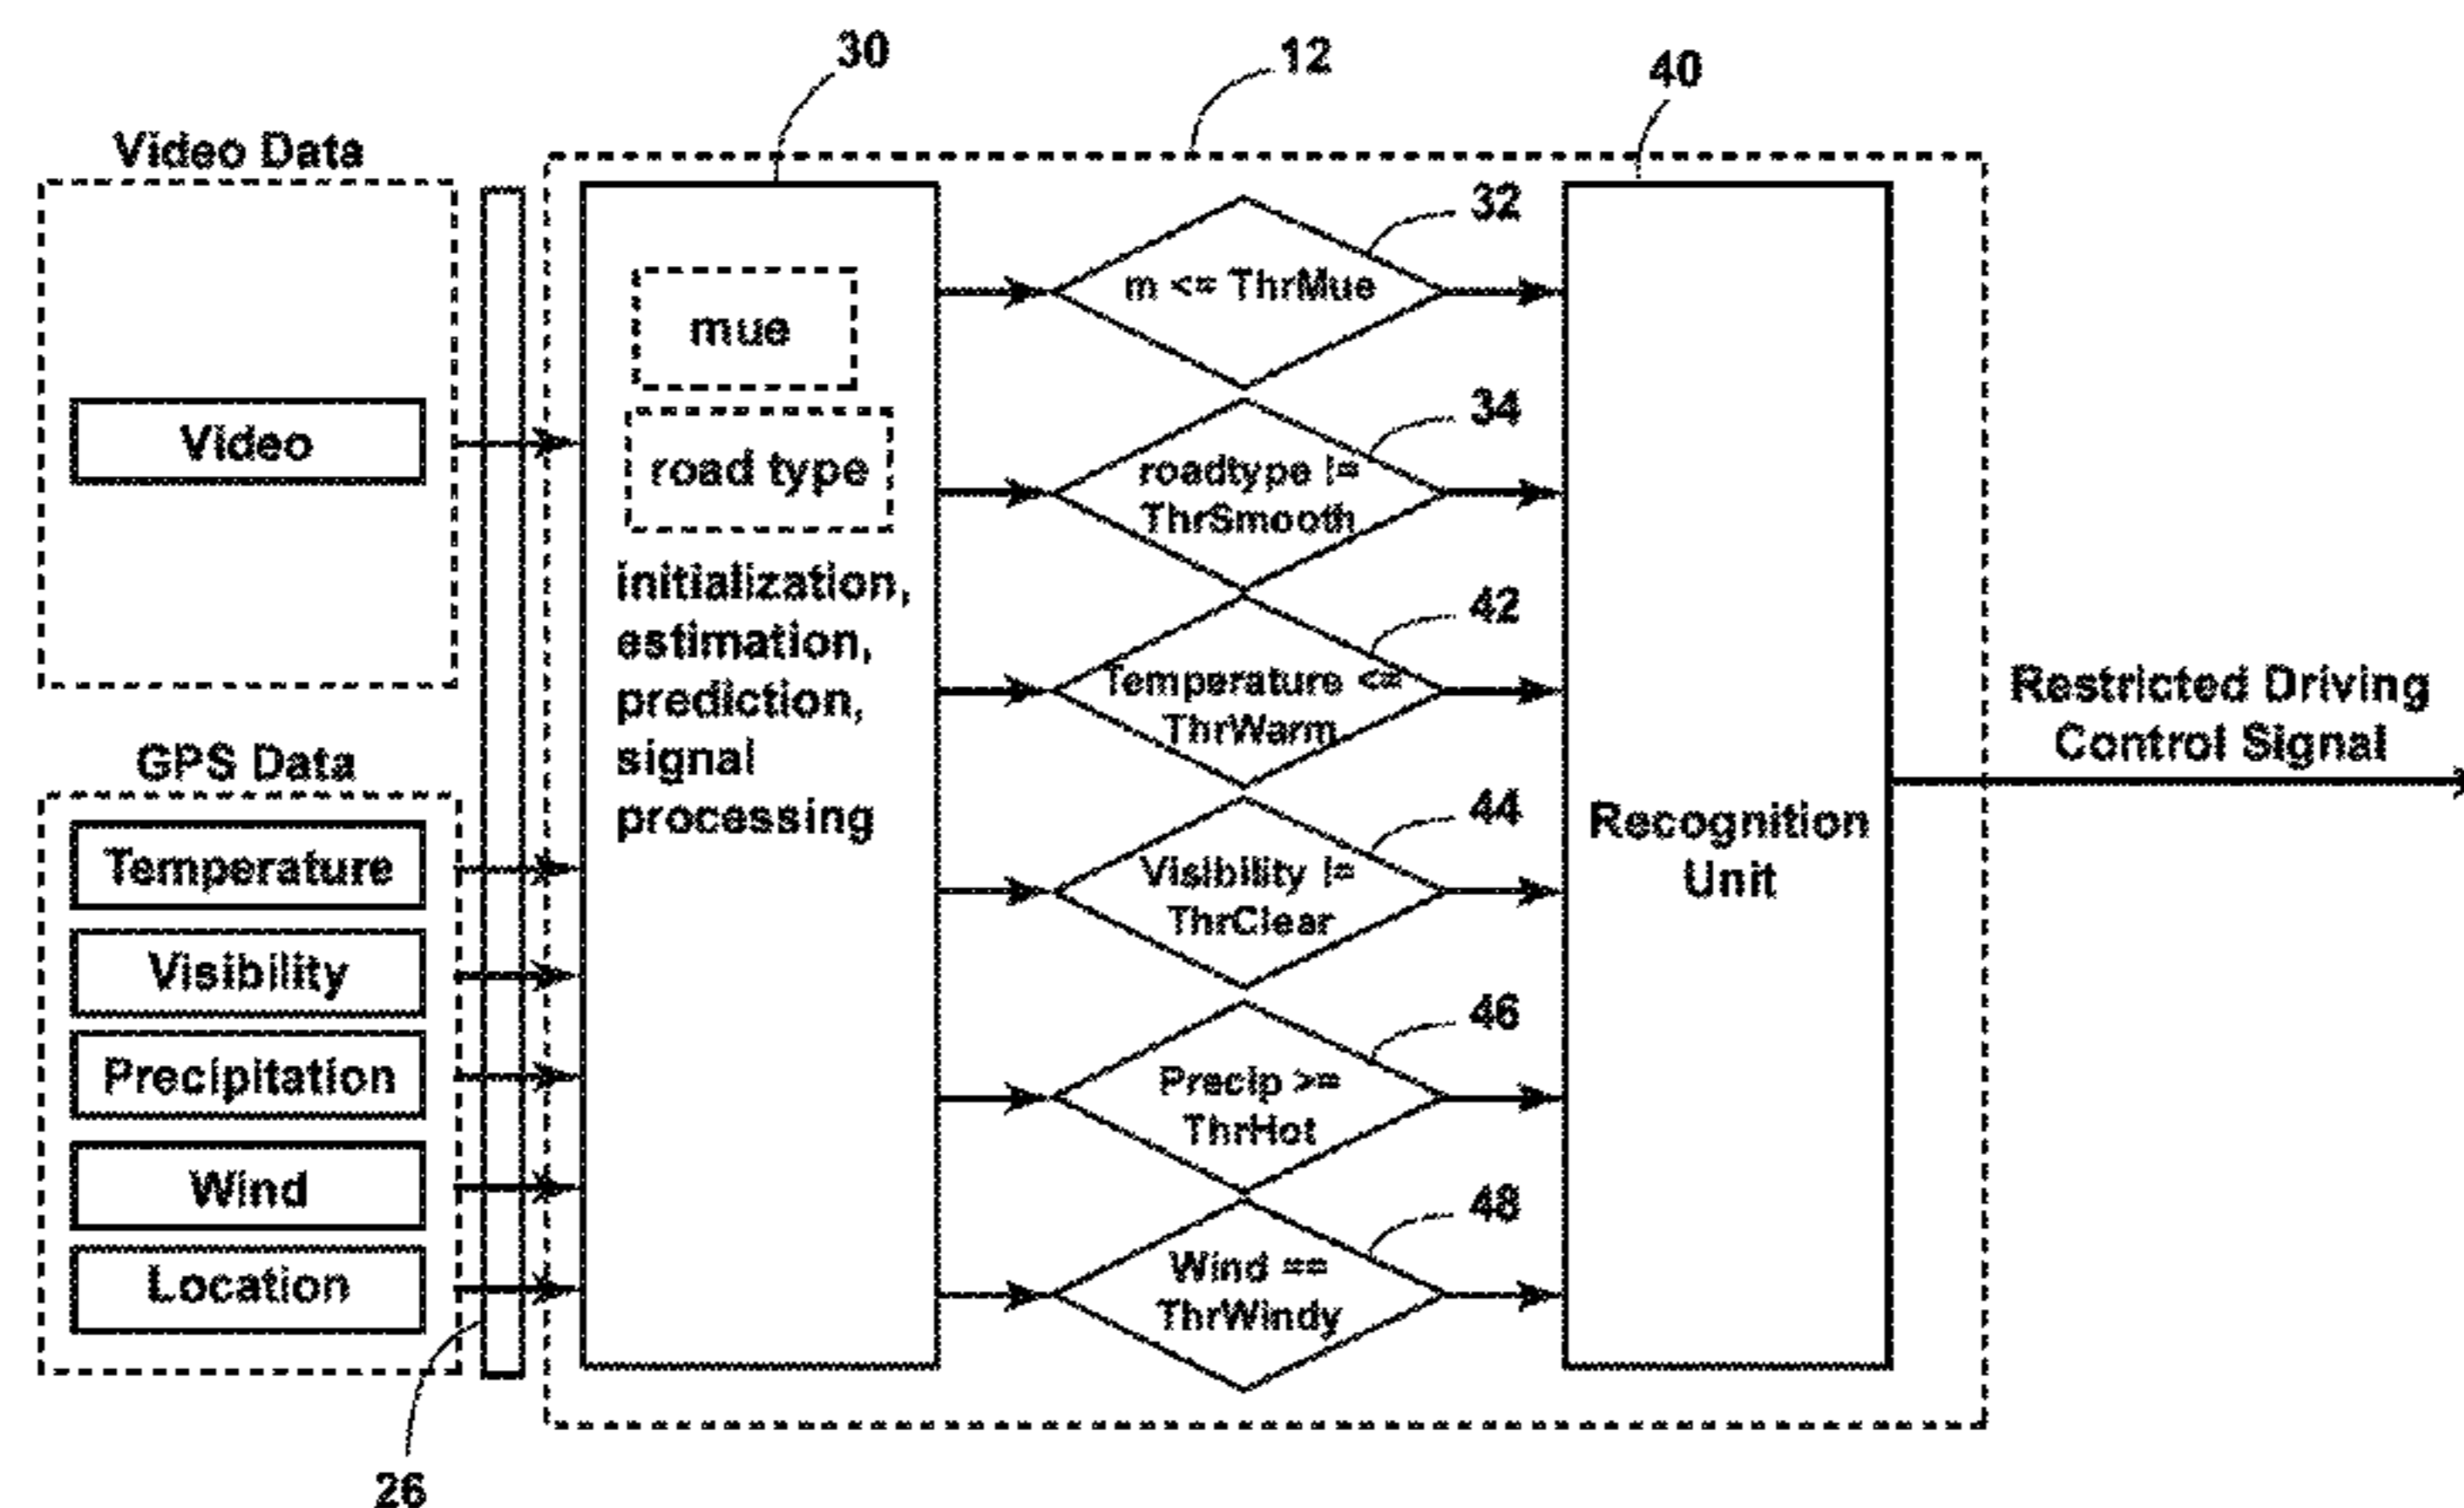 30
12
40
Video Data
32
m <= ThrMue
mue
34
Video
road type
roadtype !=
ThrSmooth
initialization,
estimation,
prediction,
signal
processing
42
Temperature <=
ThrWarm
Restricted Driving
Control Signal
GPS Data
44
Recognition
Unit
Temperature
Visibility !=
ThrClear
Visibility
46
Precipitation
Precip >=
ThrHot
Wind
48
Wind ==
ThrWindy
Location
26